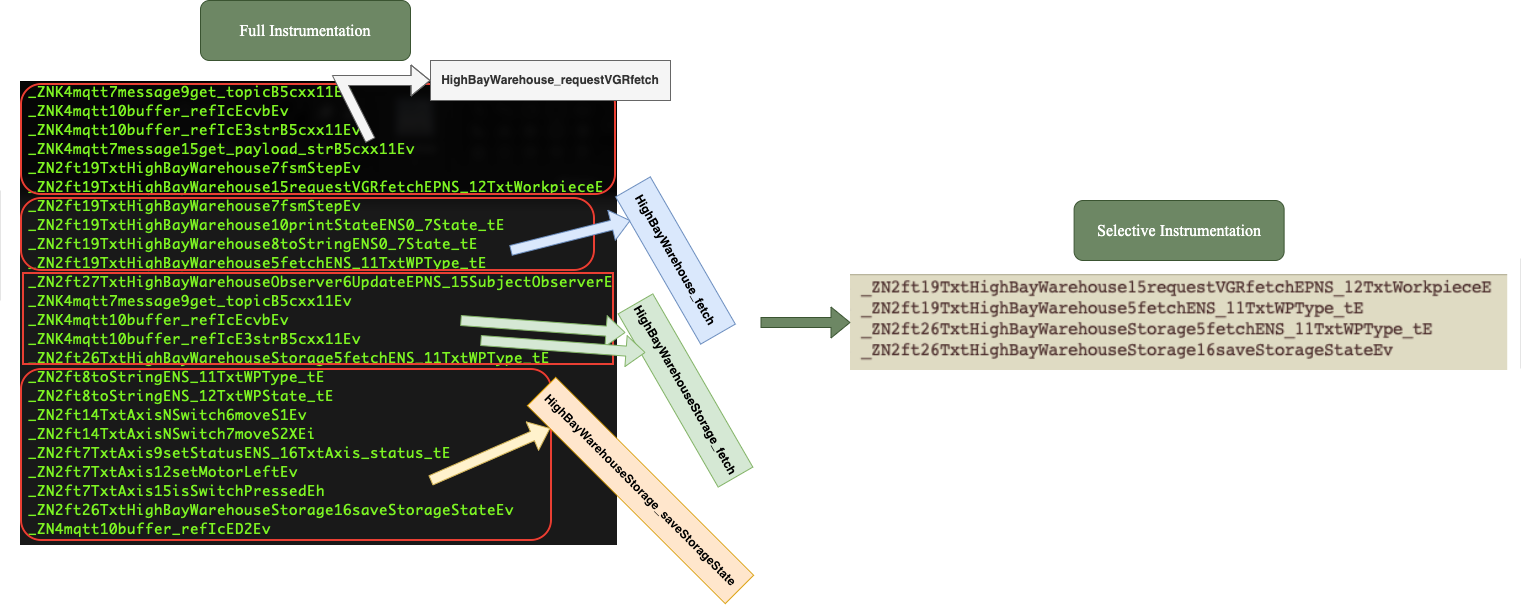 Full Instrumentation
HighBayWarehouse_requestVGRfetch
_ZNK4mqtt7message9get_topicB5cxx11E
_ZNK4mqtt10buffer_refIcEcvbEv
_ZNK4mqtt10buffer_refIcE3strB5cxx11Ev
_ZNK4mqtt7message15get_payload_strB5cxx11Ev
_ZN2ft19TxtHighBayWarehouse7fsmStepEv
_ZN2ft19TxtHighBayWarehouse15requestVGRfetchEPNS_12TxtWorkpieceE
_ZN2ft19TxtHighBayWarehouse7fsmStepEv
_ZN2ft19TxtHighBayWarehouse10printStateENS0_7State_tE
_ZN2ft19TxtHighBayWarehouse8toStringENS0_7State_tE
_ZN2ft19TxtHighBayWarehouse5fetchENS_11TxtWPType_tE
_ZN2ft27TxtHighBayWarehouseObserver6UpdateEPNS_15SubjectObserverE
_ZNK4mqtt7message9get_topicB5cxx11Ev
_ZNK4mqtt10buffer_refIcEcvbEv
_ZNK4mqtt10buffer_refIcE3strB5cxx11Ev
_ZN2ft26TxtHighBayWarehouseStorage5fetchENS_11TxtWPType_tE
_ZN2ft8toStringENS_11TxtWPType_tE
_ZN2ft8toStringENS_12TxtWPState_tE
_ZN2ft14TxtAxisNSwitch6moveS1Ev
_ZN2ft14TxtAxisNSwitch7moveS2XEi
_ZN2ft7TxtAxis9setStatusENS_16TxtAxis_status_tE
_ZN2ft7TxtAxis12setMotorLeftEv
_ZN2ft7TxtAxis15isSwitchPressedEh
_ZN2ft26TxtHighBayWarehouseStorage16saveStorageStateEv
_ZN4mqtt10buffer_refIcED2Ev
HighBayWarehouse_fetch
HighBayWarehouseStorage_fetch
HighBayWarehouseStorage_saveStorageState
Selective Instrumentation
_ZN2ft19TxtHighBayWarehouse15requestVGRfetchEPNS_12TxtWorkpieceE
_ZN2ft19TxtHighBayWarehouse5fetchENS_11TxtWPType_tE
_ZN2ft26TxtHighBayWarehouseStorage5fetchENS_11TxtWPType_tE
_ZN2ft26TxtHighBayWarehouseStorage16saveStorageStateEv